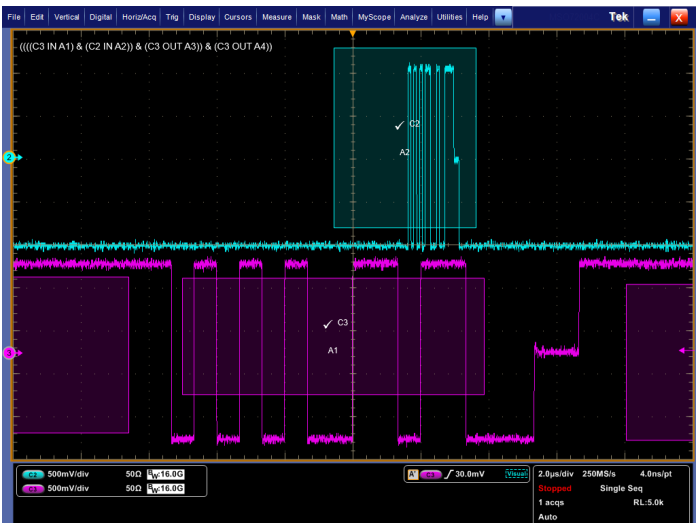 File Edit Vertical Digital Horiz/Acq Trig Display Cursors Measure Mask Math MyScope Analyze Utilities Help Tek
((((C3 IN A1) & (C2 IN A2)) & (C3 OUT A3)) & (C3 OUT A4))
C2
A2
2
C3
A1
3
C2 500mV/div 50Ω BW:16.0G
C3 500mV/div 50Ω BW:16.0G
A' C3 30.0mV Visual
2.0µs/div 250MS/s 4.0ns/pt
Stopped Single Seq
1 acqs RL:5.0k
Auto